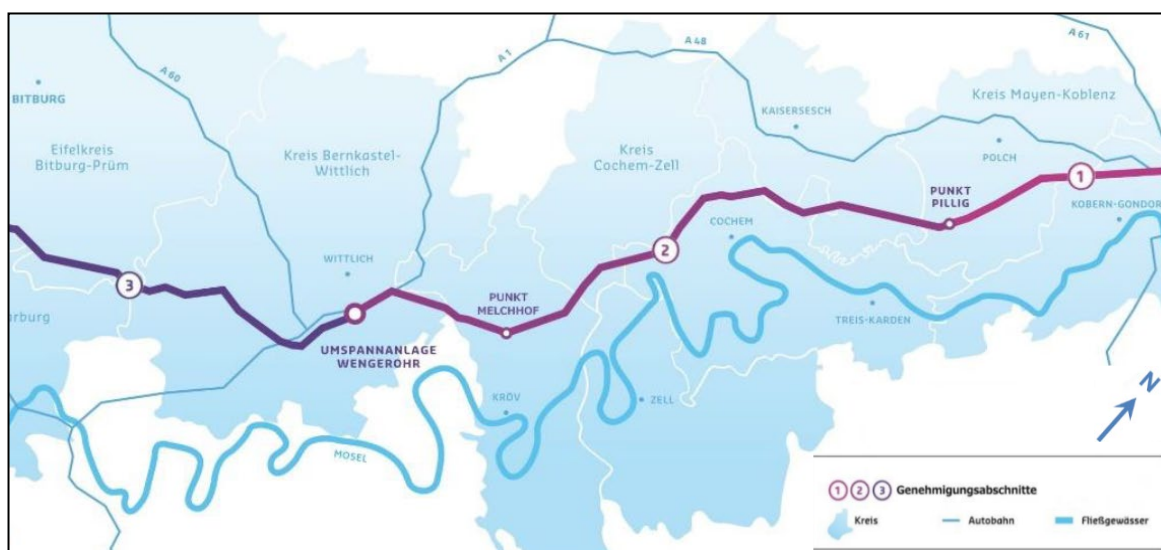 A 60
A 1
A 48
A 61
BITBURG
Eifelkreis
Bitburg-Prüm
Kreis Bernkastel-
Wittlich
Kreis
Cochem-Zell
KAISERSESCH
Kreis Mayen-Koblenz
POLCH
1
PUNKT
PILLIG
KOBERN-GONDORF
COCHEM
2
WITTLICH
3
PUNKT
MELCHHOF
TREIS-KARDEN
UMSPANNANLAGE
WENGEROHR
KRÖV
ZELL
MOSEL
N
1 2 3 Genehmigungsabschnitte
Kreis
Autobahn
Fließgewässer